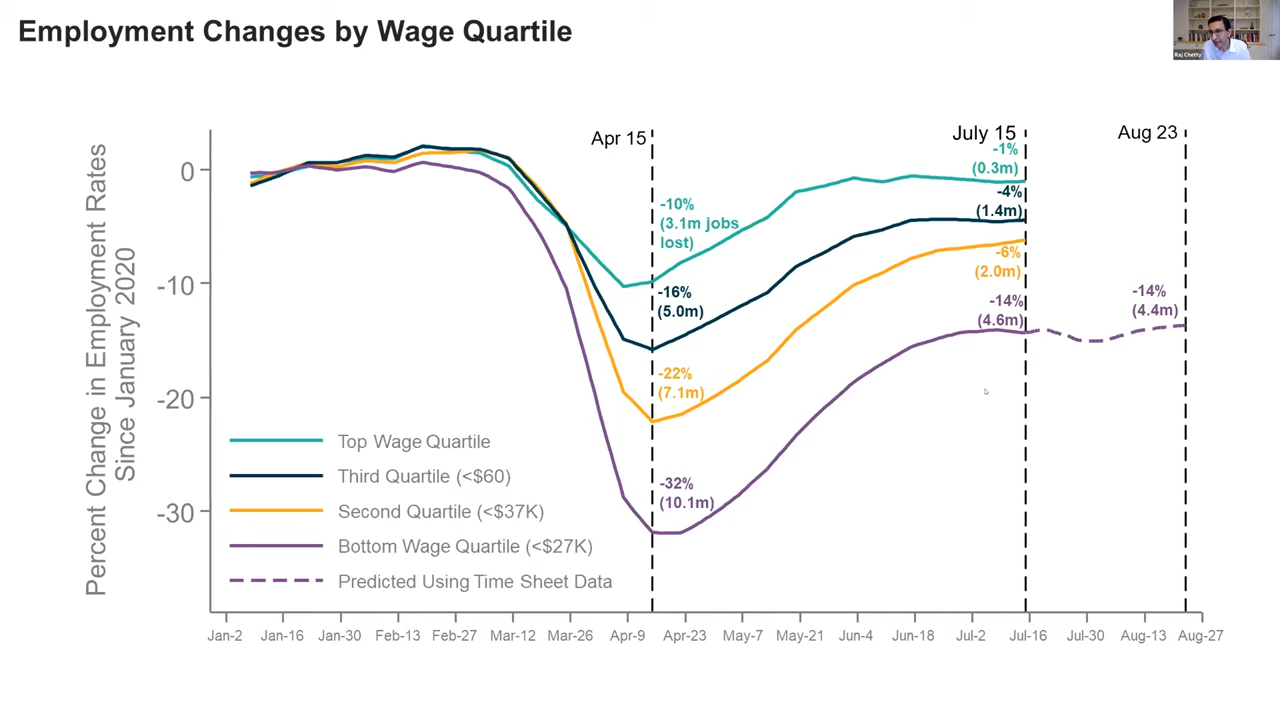 Employment Changes by Wage Quartile
Raj Chetty
Percent Change in Employment Rates
Since January 2020
0
-10
-20
-30
Apr 15
July 15
Aug 23
-10%
(3.1m jobs
lost)
-16%
(5.0m)
-22%
(7.1m)
-32%
(10.1m)
-1%
(0.3m)
-4%
(1.4m)
-6%
(2.0m)
-14%
(4.6m)
-14%
(4.4m)
Top Wage Quartile
Third Quartile (<$60)
Second Quartile (<$37K)
Bottom Wage Quartile (<$27K)
Predicted Using Time Sheet Data
Jan-2 Jan-16 Jan-30 Feb-13 Feb-27 Mar-12 Mar-26 Apr-9 Apr-23 May-7 May-21 Jun-4 Jun-18 Jul-2 Jul-16 Jul-30 Aug-13 Aug-27